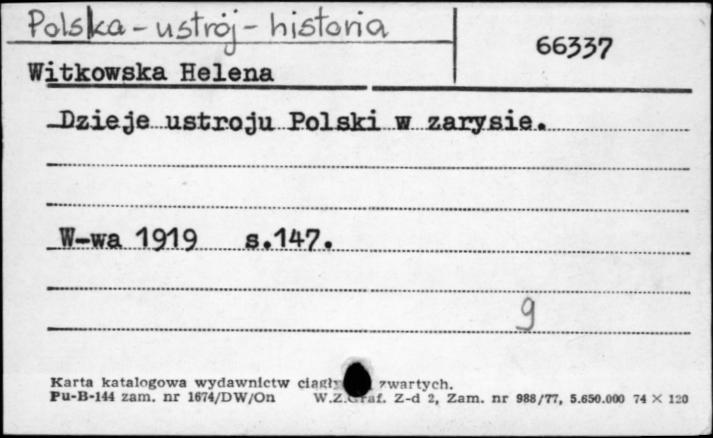 Polska - ustrój - historia
66337
Witkowska Helena
Dzieje ustroju Polski w zarysie.
W-wa 1919 s.147.
9
Karta katalogowa wydawnictw zwartych.
Pu-B-144 zam. nr 1674/DW/On W.Z.Graf. Z-d 2, Zam. nr 988/77, 5.650.000 74 × 120